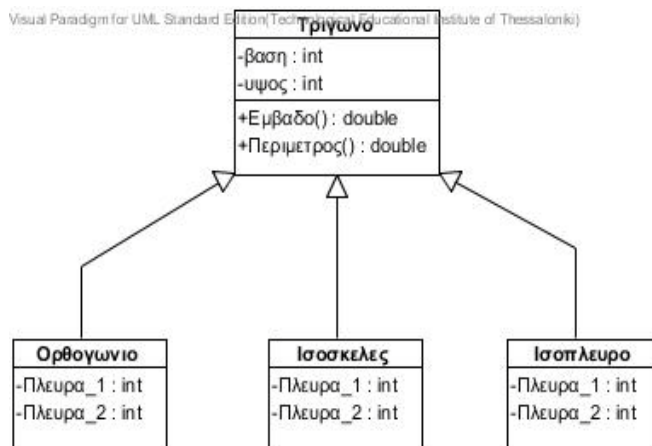 Visual Paradigm for UML Standard Edition(Technological Educational Institute of Thessaloniki)
Τριγωνο
-βαση : int
-υψος : int
+Εμβαδο() : double
+Περιμετρος() : double
Ορθογωνιο
-Πλευρα_1 : int
-Πλευρα_2 : int
Ισοσκελες
-Πλευρα_1 : int
-Πλευρα_2 : int
Ισοπλευρο
-Πλευρα_1 : int
-Πλευρα_2 : int